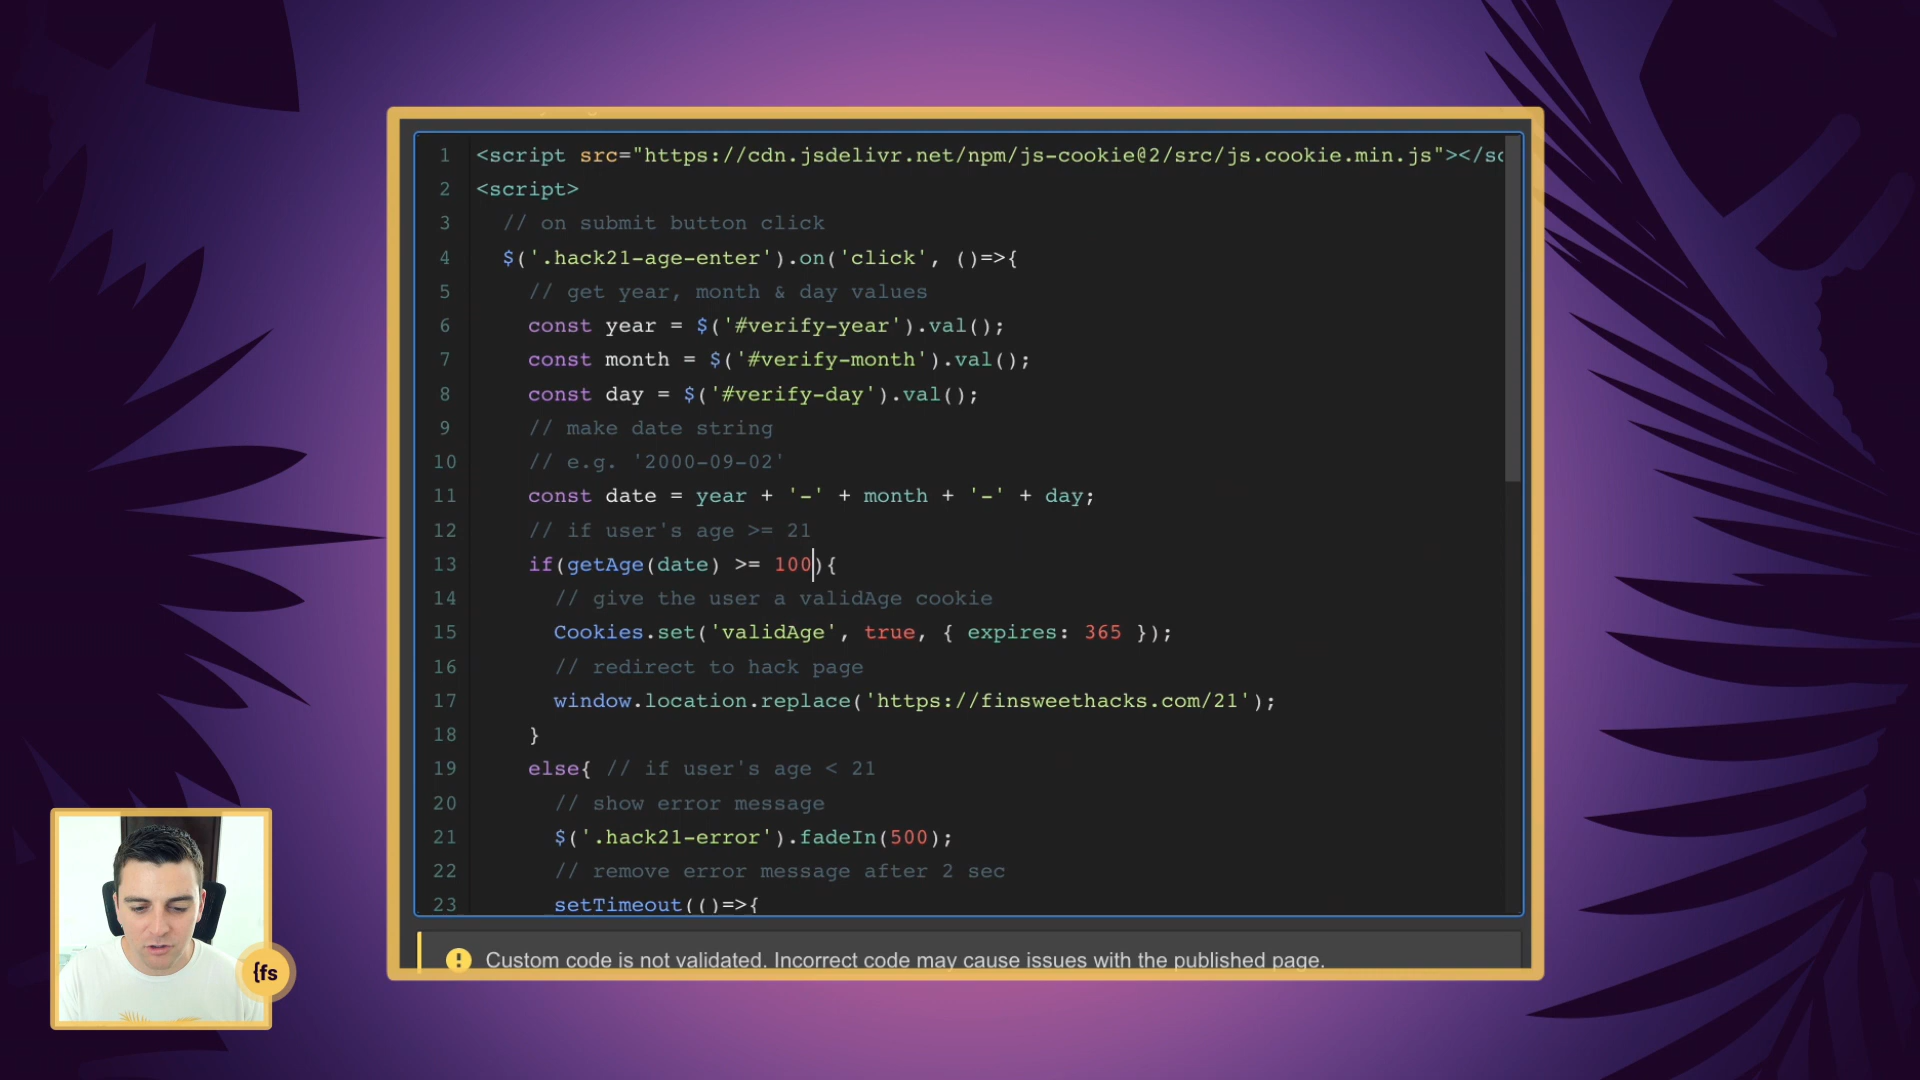 1 <script src="https://cdn.jsdelivr.net/npm/js-cookie@2/src/js.cookie.min.js"></sc
2 <script>
3 // on submit button click
4 $('.hack21-age-enter').on('click', ()=>{
5 // get year, month & day values
6 const year = $('#verify-year').val();
7 const month = $('#verify-month').val();
8 const day = $('#verify-day').val();
9 // make date string
10 // e.g. '2000-09-02'
11 const date = year + '-' + month + '-' + day;
12 // if user's age >= 21
13 if(getAge(date) >= 100){
14 // give the user a validAge cookie
15 Cookies.set('validAge', true, { expires: 365 });
16 // redirect to hack page
17 window.location.replace('https://finsweethacks.com/21');
18 }
19 else{ // if user's age < 21
20 // show error message
21 $('.hack21-error').fadeIn(500);
22 // remove error message after 2 sec
23 setTimeout(()=>{
Custom code is not validated. Incorrect code may cause issues with the published page.
{fs